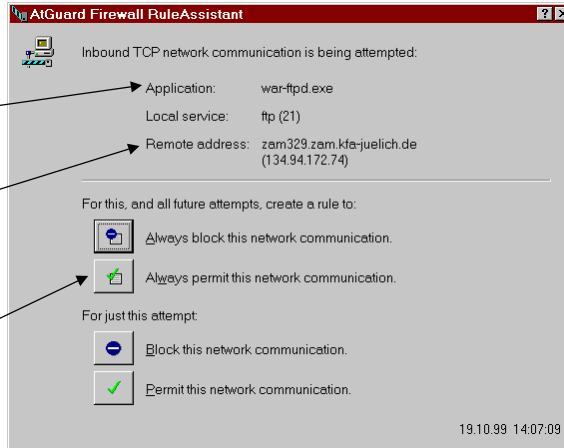 AtGuard Firewall RuleAssistant
Inbound TCP network communication is being attempted:
Application: war-ftpd.exe
Local service: ftp (21)
Remote address: zam329.zam.kfa-juelich.de
(134.94.172.74)
For this, and all future attempts, create a rule to:
Always block this network communication.
Always permit this network communication.
For just this attempt:
Block this network communication.
Permit this network communication.
19.10.99 14:07:09